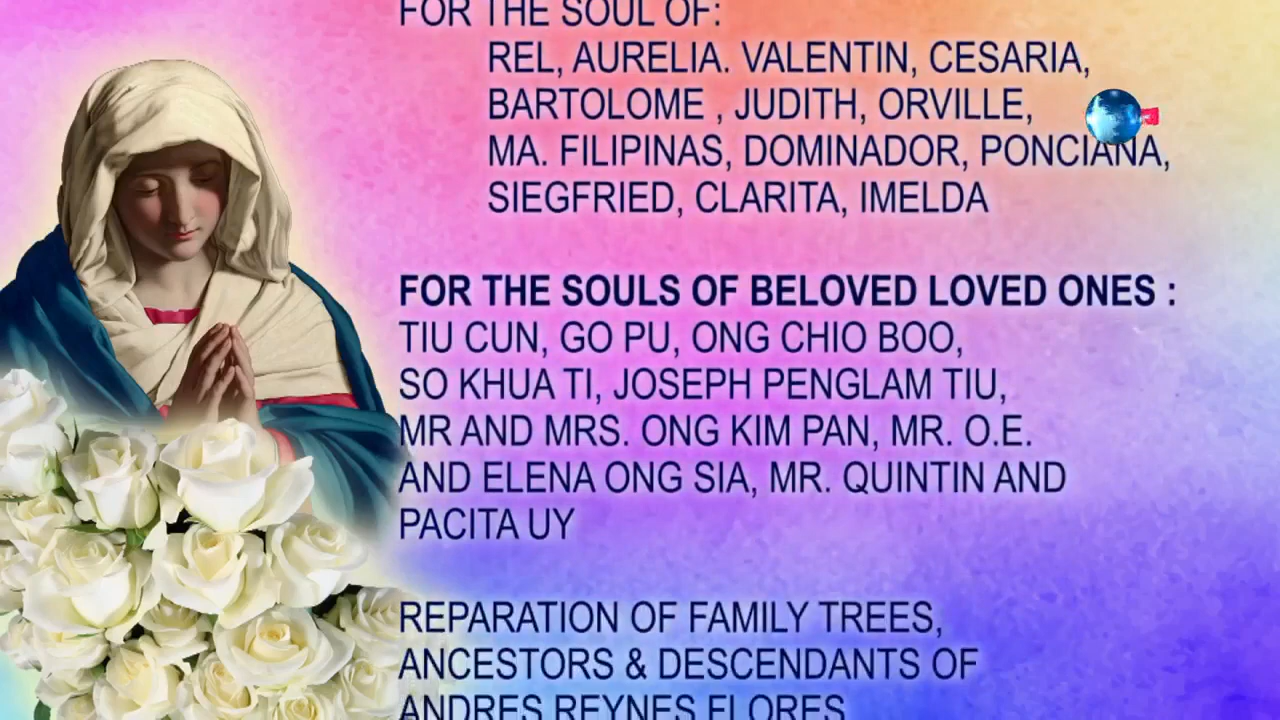 FOR THE SOUL OF:
REL, AURELIA. VALENTIN, CESARIA,
BARTOLOME , JUDITH, ORVILLE,
MA. FILIPINAS, DOMINADOR, PONCIANA,
SIEGFRIED, CLARITA, IMELDA
FOR THE SOULS OF BELOVED LOVED ONES :
TIU CUN, GO PU, ONG CHIO BOO,
SO KHUA TI, JOSEPH PENGLAM TIU,
MR AND MRS. ONG KIM PAN, MR. O.E.
AND ELENA ONG SIA, MR. QUINTIN AND
PACITA UY
REPARATION OF FAMILY TREES,
ANCESTORS & DESCENDANTS OF
ANDRES REYNES FLORES